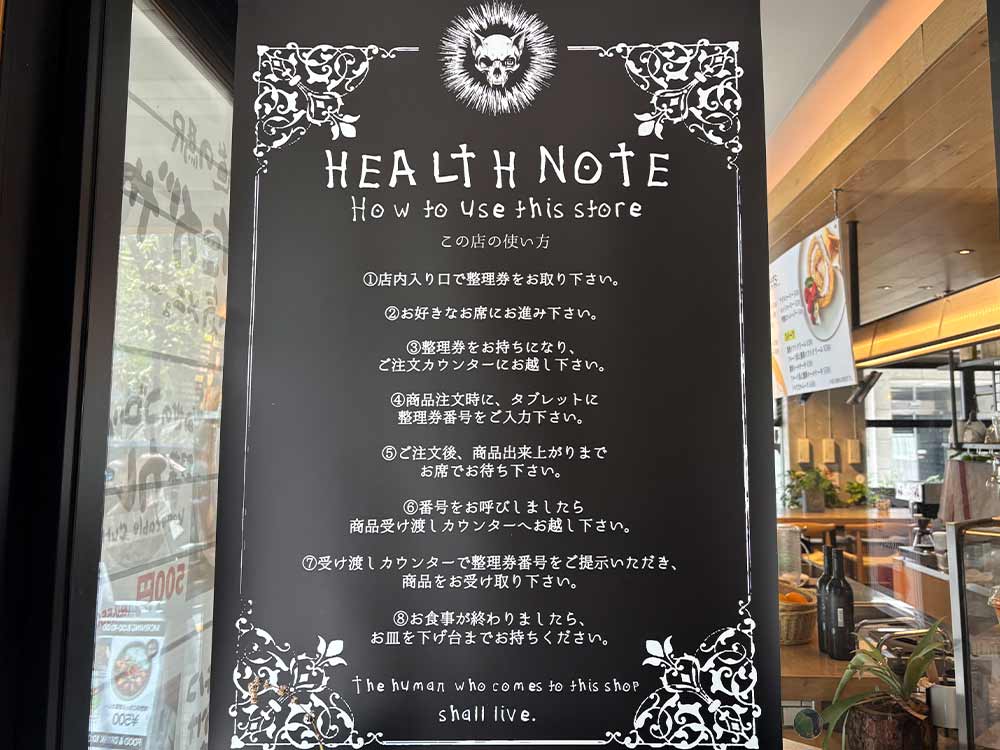 HEALTH NOTE
How to use this store
この店の使い方
①店内入り口で整理券をお取り下さい。
②お好きなお席にお進み下さい。
③整理券をお持ちになり、
ご注文カウンターにお越し下さい。
④商品注文時に、タブレットに
整理券番号をご入力下さい。
⑤ご注文後、商品出来上がりまで
お席でお待ち下さい。
⑥番号をお呼びしましたら
商品受け渡しカウンターへお越し下さい。
⑦受け渡しカウンターで整理券番号をご提示いただき、
商品をお受け取り下さい。
⑧お食事が終わりましたら、
お皿を下げ台までお持ちください。
The human who comes to this shop
shall live.
500円
¥500